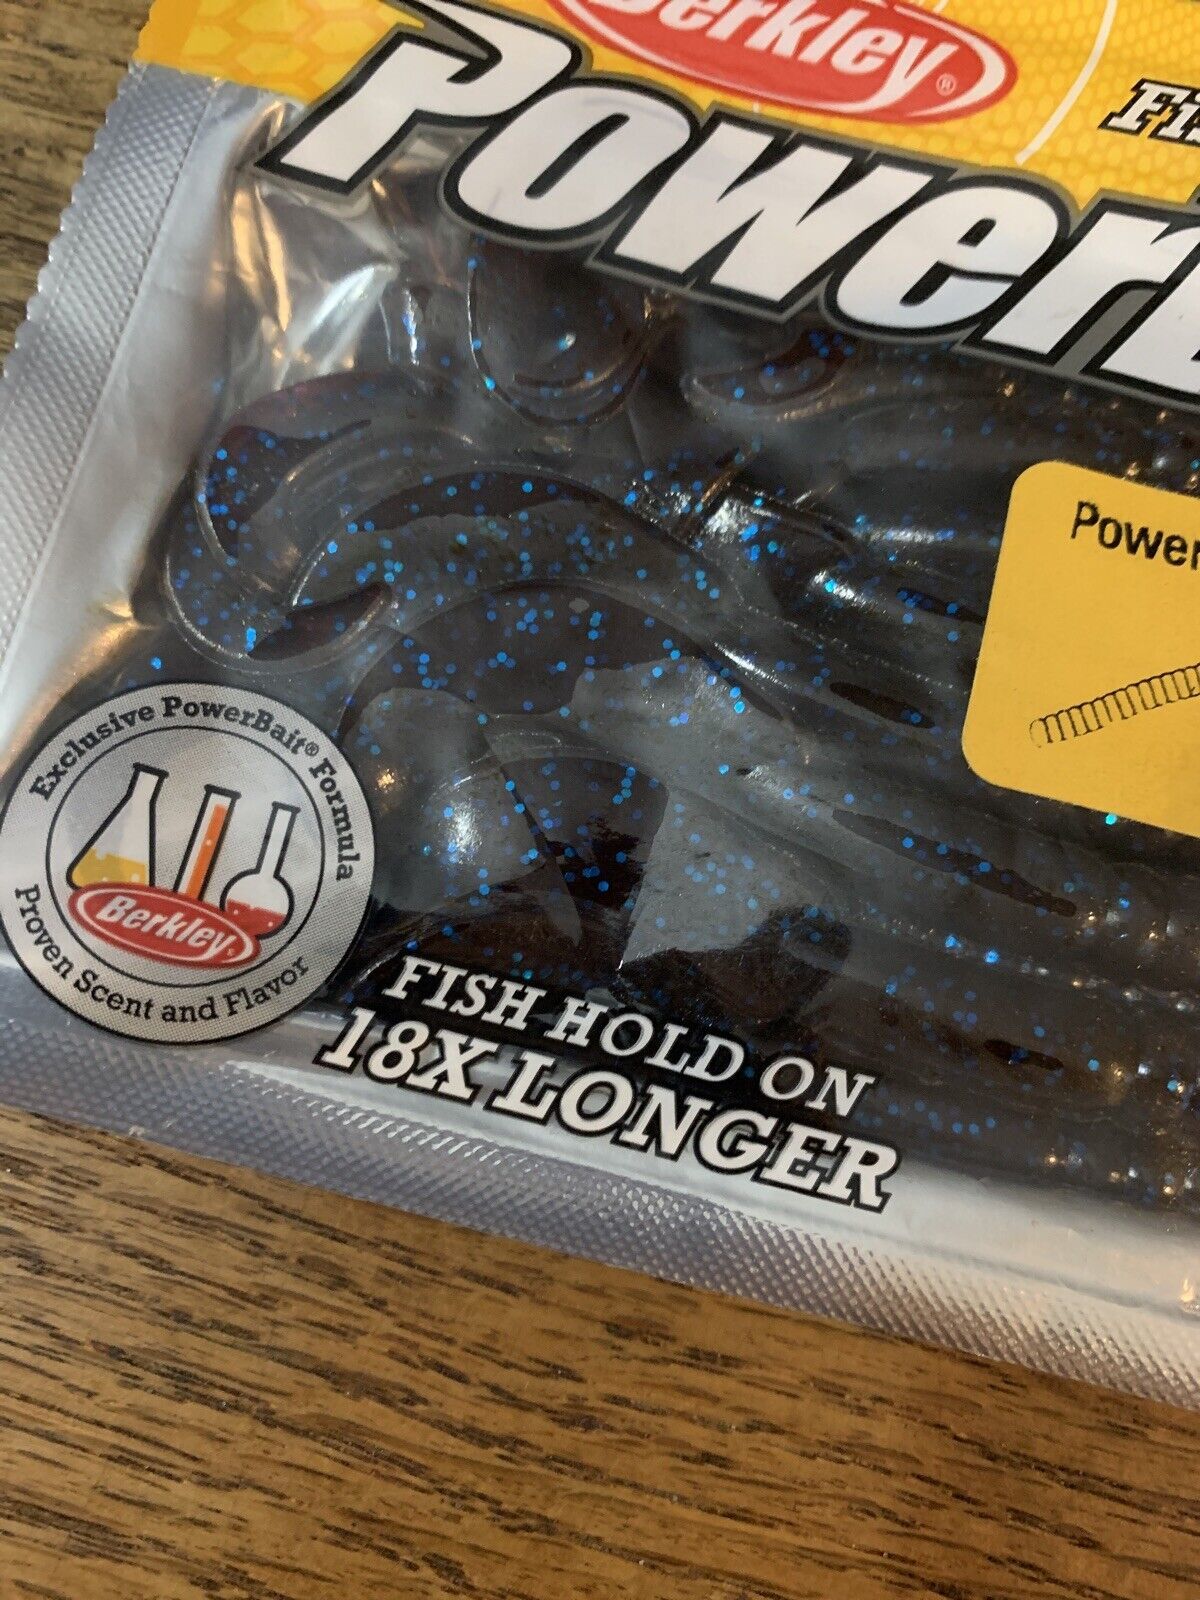 Berkley®
Power
Power
Exclusive PowerBait® Formula
Berkley
Proven Scent and Flavor
FISH HOLD ON
18X LONGER